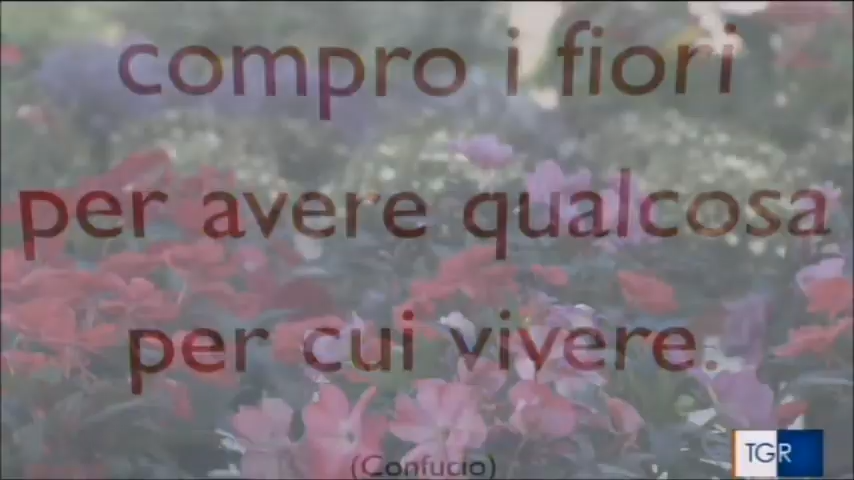 compro i fiori
per avere qualcosa
per cui vivere.
(Confucio)
TGR